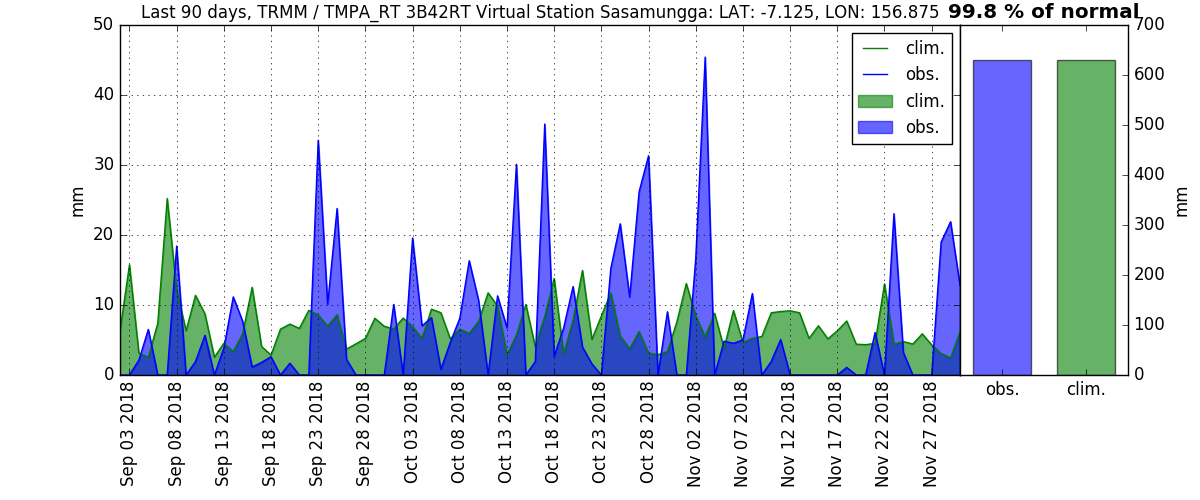 Last 90 days, TRMM / TMPA_RT 3B42RT Virtual Station Sasamungga: LAT: -7.125, LON: 156.875 99.8 % of normal
50
40
30
20
10
0
mm
clim.
obs.
clim.
obs.
700
600
500
400
300
200
100
0
mm
obs.
clim.
Sep 03 2018
Sep 08 2018
Sep 13 2018
Sep 18 2018
Sep 23 2018
Sep 28 2018
Oct 03 2018
Oct 08 2018
Oct 13 2018
Oct 18 2018
Oct 23 2018
Oct 28 2018
Nov 02 2018
Nov 07 2018
Nov 12 2018
Nov 17 2018
Nov 22 2018
Nov 27 2018